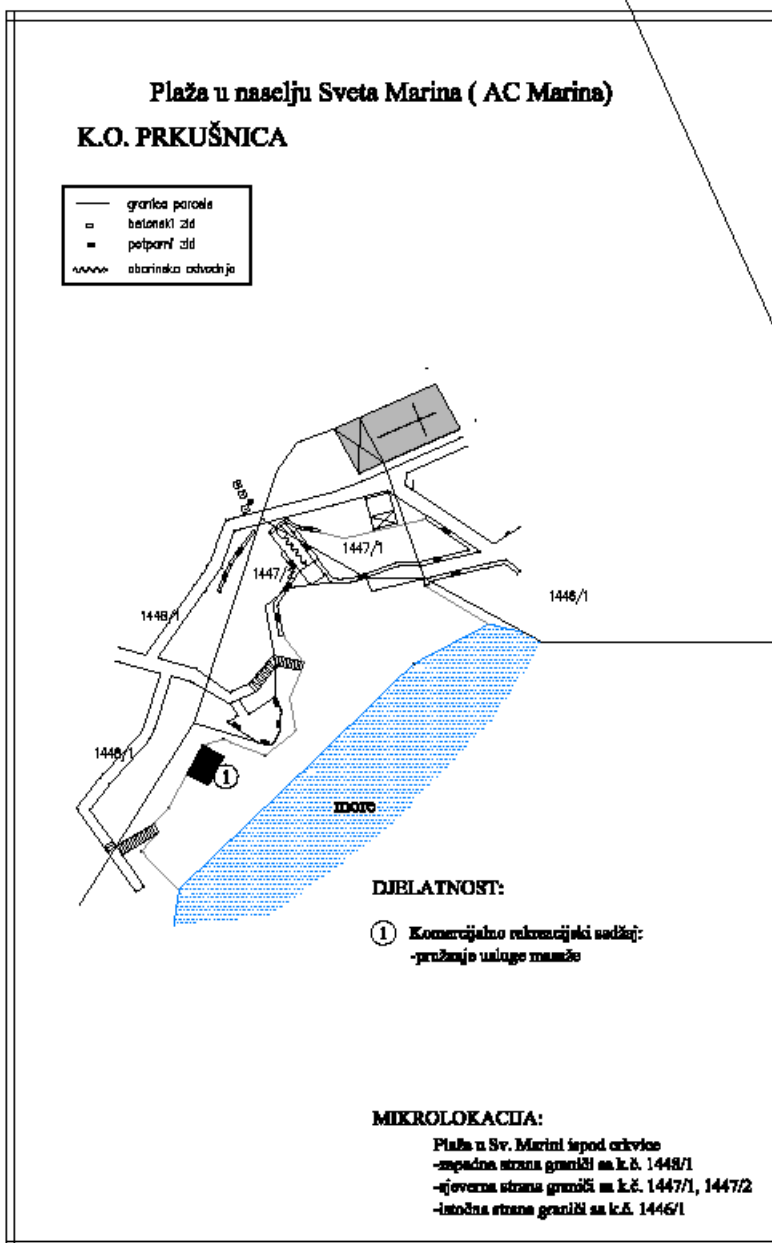 Plaža u naselju Sveta Marina ( AC Marina)
K.O. PRKUŠNICA
granica parcele
betonski zid
potporni zid
oborinska odvodnja
1447/1
1447/
1446/1
1448/1
1448/1
1
more
DJELATNOST:
1 Komercijalno rekreacijski sadžaj:
-pružnaje usluge masaže
MIKROLOKACIJA:
Plaža u Sv. Marini ispod crkvice
-zapadna strana graniči sa k.č. 1448/1
-sjeverna strana graniči sa k.č. 1447/1, 1447/2
-istočna strana graniči sa k.č. 1446/1